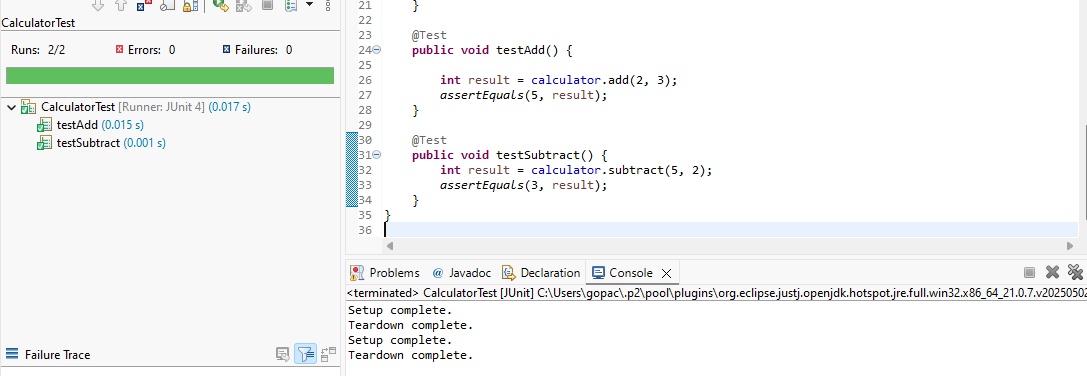 CalculatorTest
Runs: 2/2 Errors: 0 Failures: 0
CalculatorTest [Runner: JUnit 4] (0.017 s)
testAdd (0.015 s)
testSubtract (0.001 s)
Failure Trace
21 }
22
23 @Test
24 public void testAdd() {
25
26 int result = calculator.add(2, 3);
27 assertEquals(5, result);
28 }
29
30 @Test
31 public void testSubtract() {
32 int result = calculator.subtract(5, 2);
33 assertEquals(3, result);
34 }
35 }
36
Problems @ Javadoc Declaration Console
<terminated> CalculatorTest [JUnit] C:\Users\gopac\.p2\pool\plugins\org.eclipse.justj.openjdk.hotspot.jre.full.win32.x86_64_21.0.7.v20250502
Setup complete.
Teardown complete.
Setup complete.
Teardown complete.